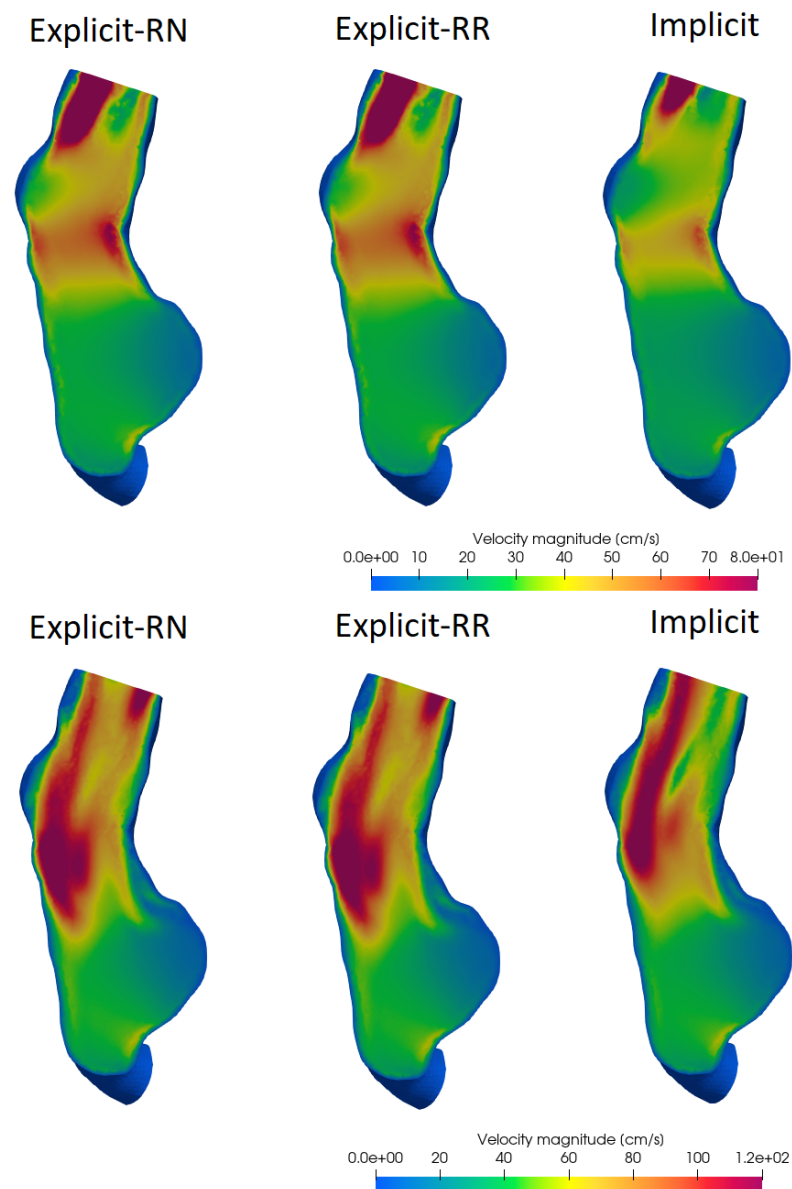 Explicit-RN Explicit-RR Implicit
Velocity magnitude (cm/s)
0.0e+00 10 20 30 40 50 60 70 8.0e+01
Explicit-RN Explicit-RR Implicit
Velocity magnitude (cm/s)
0.0e+00 20 40 60 80 100 1.2e+02